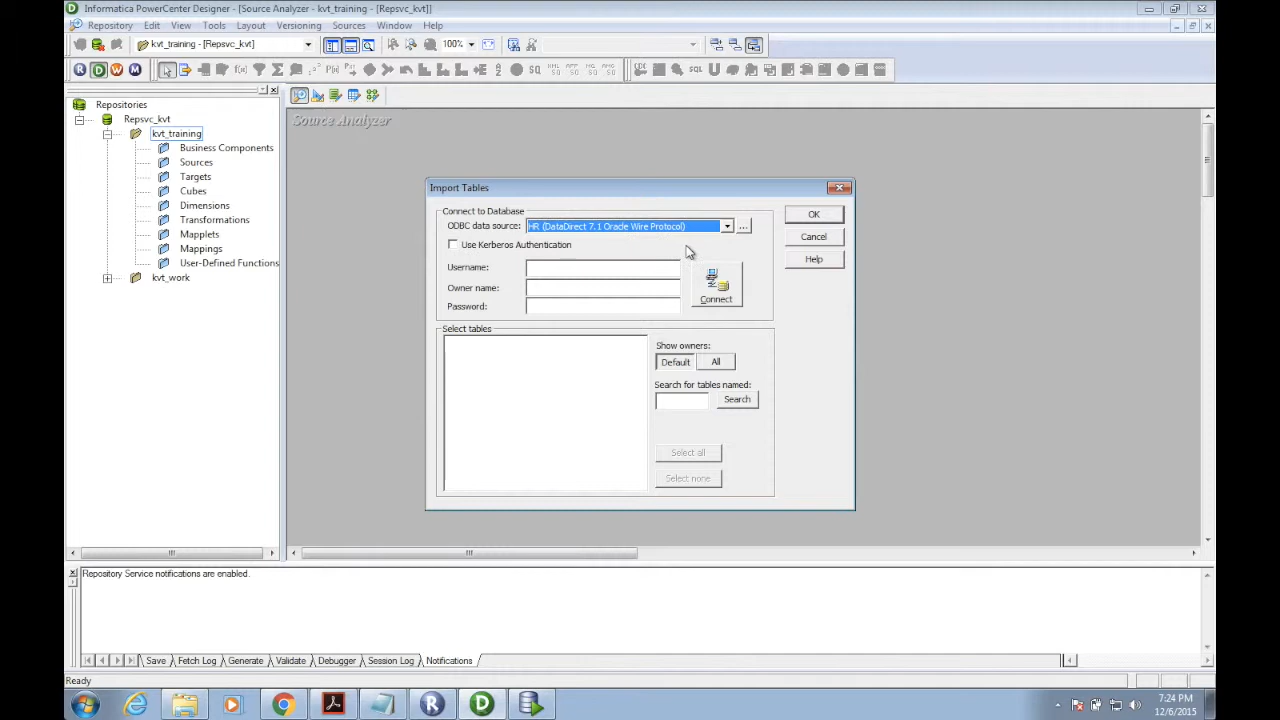 Informatica PowerCenter Designer - [Source Analyzer - kvt_training - [Repsvc_kvt]]
Repository Edit View Tools Layout Versioning Sources Window Help
kvt_training - [Repsvc_kvt] 100%
Repositories
Repsvc_kvt
kvt_training
Business Components
Sources
Targets
Cubes
Dimensions
Transformations
Mapplets
Mappings
User-Defined Functions
kvt_work
Source Analyzer
Import Tables
Connect to Database
ODBC data source: HR (DataDirect 7.1 Oracle Wire Protocol) ...
Use Kerberos Authentication
Username:
Owner name:
Password:
Connect
OK
Cancel
Help
Select tables
Show owners:
Default All
Search for tables named:
Search
Select all
Select none
Repository Service notifications are enabled.
Save Fetch Log Generate Validate Debugger Session Log Notifications
Ready
7:24 PM
12/6/2015